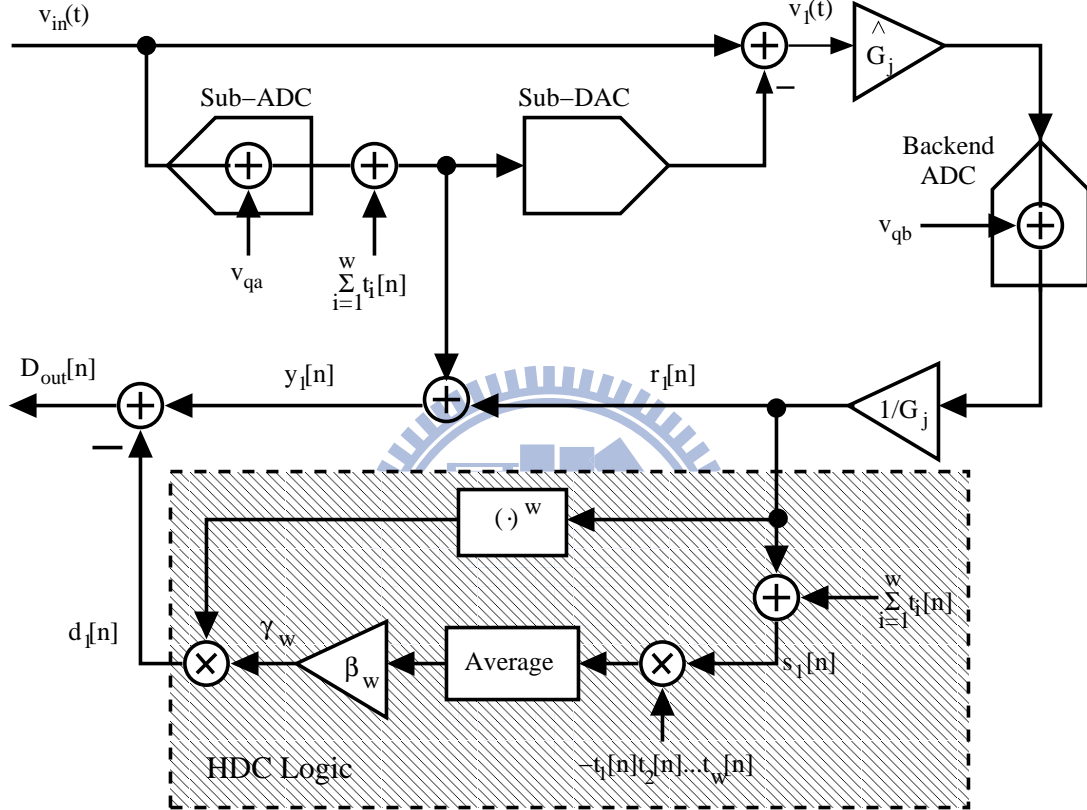 v_in(t)
v_1(t)
Ĝ_j
Sub−ADC
Sub−DAC
Backend
ADC
v_qa
w
Σ t_i[n]
i=1
v_qb
D_out[n]
y_1[n]
r_1[n]
1/G_j
(·)^w
w
Σ t_i[n]
i=1
d_1[n]
γ_w
β_w
Average
s_1[n]
−t_1[n]t_2[n]...t_w[n]
HDC Logic